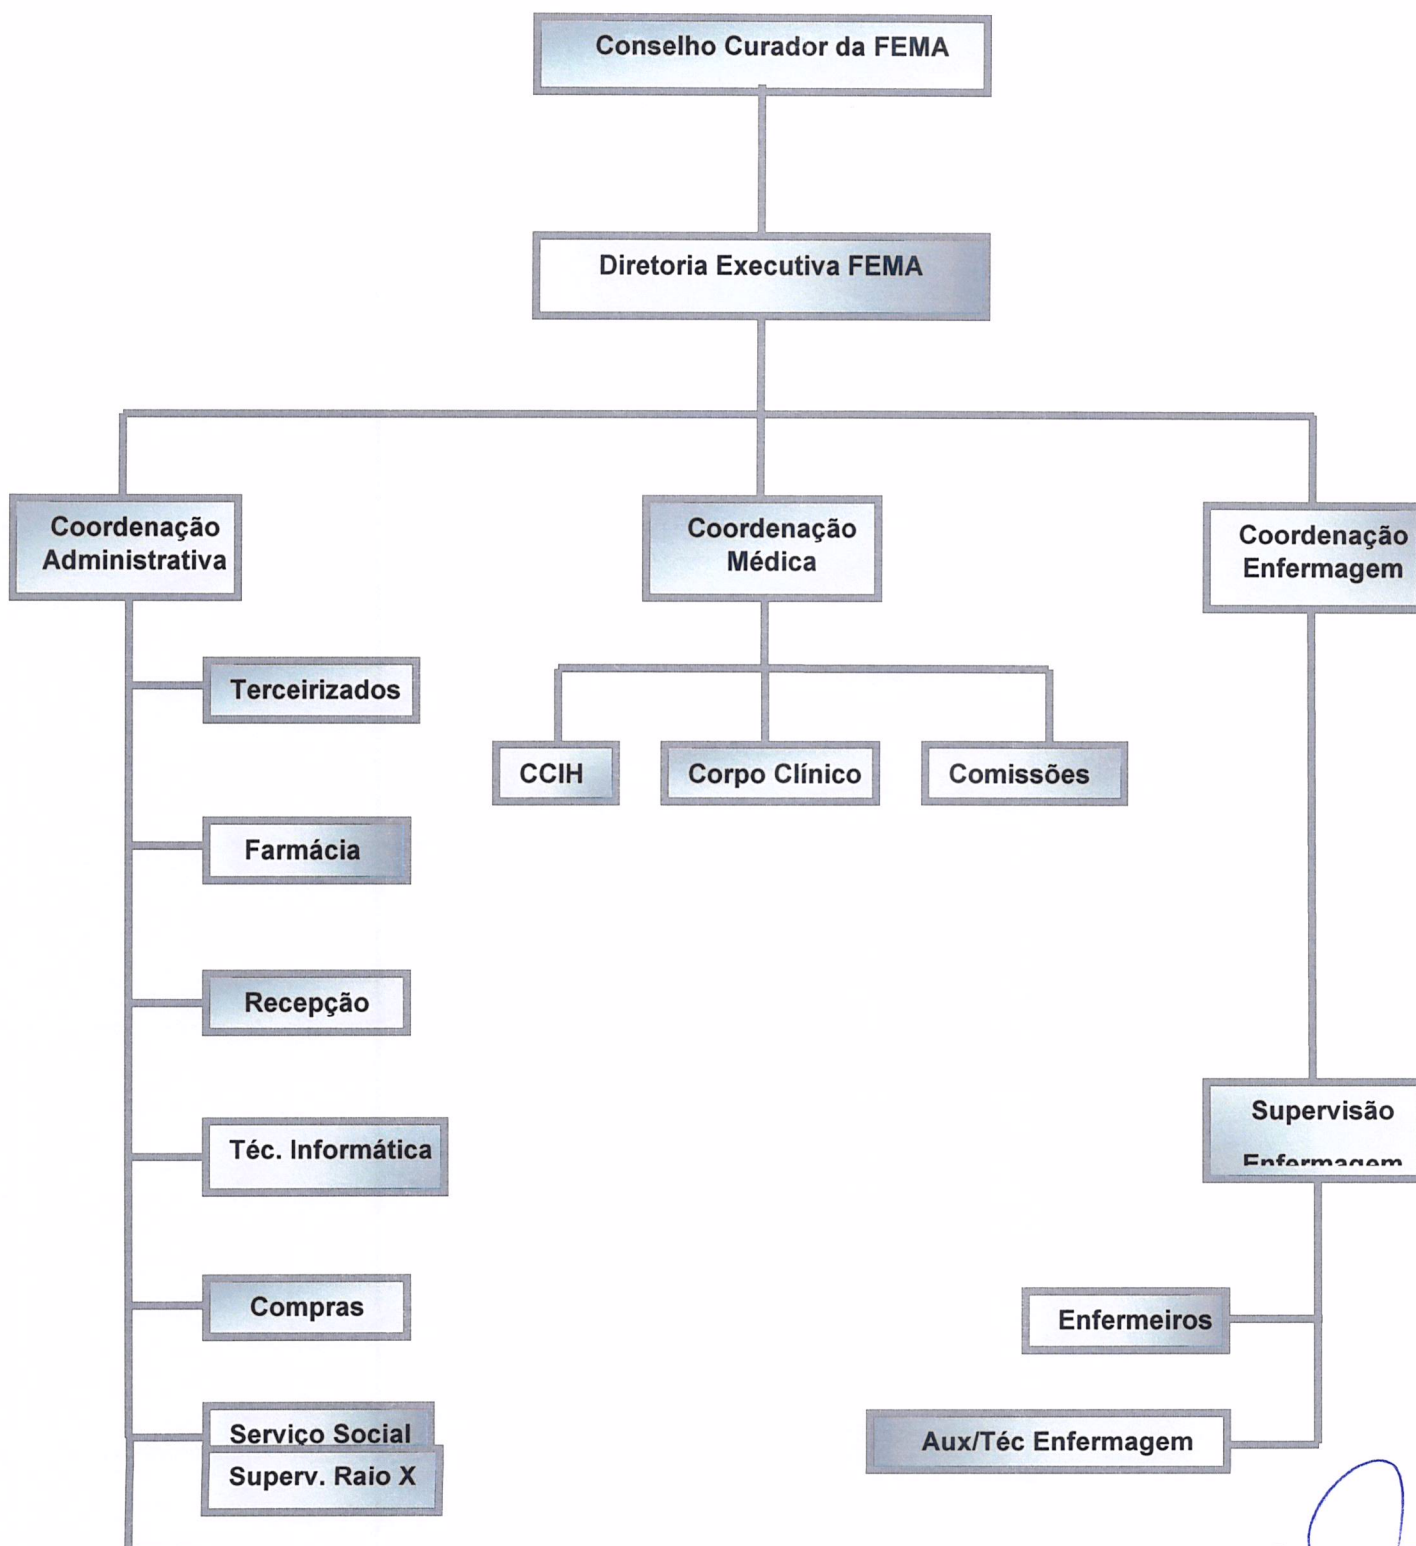 Conselho Curador da FEMA
Diretoria Executiva FEMA
Coordenação
Administrativa
Coordenação
Médica
Coordenação
Enfermagem
Terceirizados
CCIH
Corpo Clínico
Comissões
Farmácia
Recepção
Téc. Informática
Supervisão
Enfermagem
Compras
Enfermeiros
Serviço Social
Aux/Téc Enfermagem
Superv. Raio X